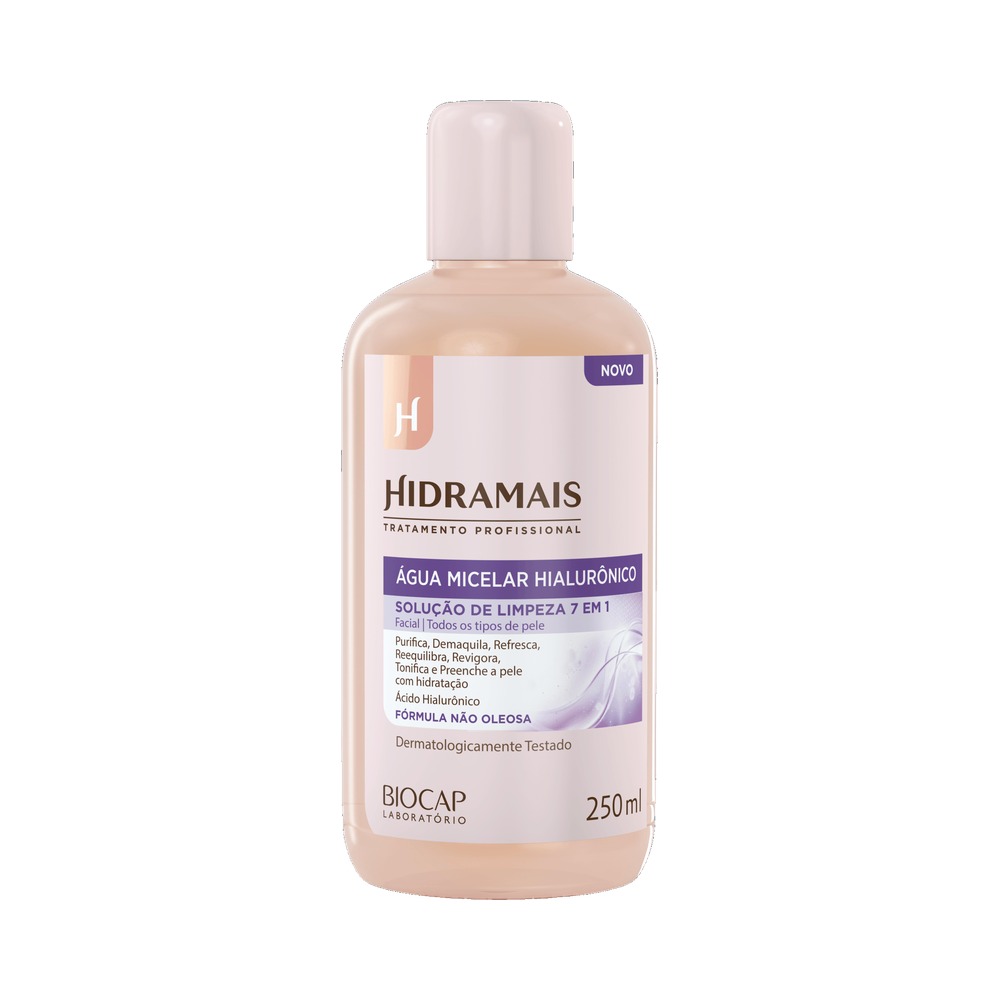 NOVO
H
HIDRAMAIS
TRATAMENTO PROFISSIONAL
ÁGUA MICELAR HIALURÔNICO
SOLUÇÃO DE LIMPEZA 7 EM 1
Facial | Todos os tipos de pele
Purifica, Demaquila, Refresca,
Reequilibra, Revigora,
Tonifica e Preenche a pele
com hidratação
Ácido Hialurônico
FÓRMULA NÃO OLEOSA
Dermatologicamente Testado
BIOCAP
LABORATÓRIO
250ml